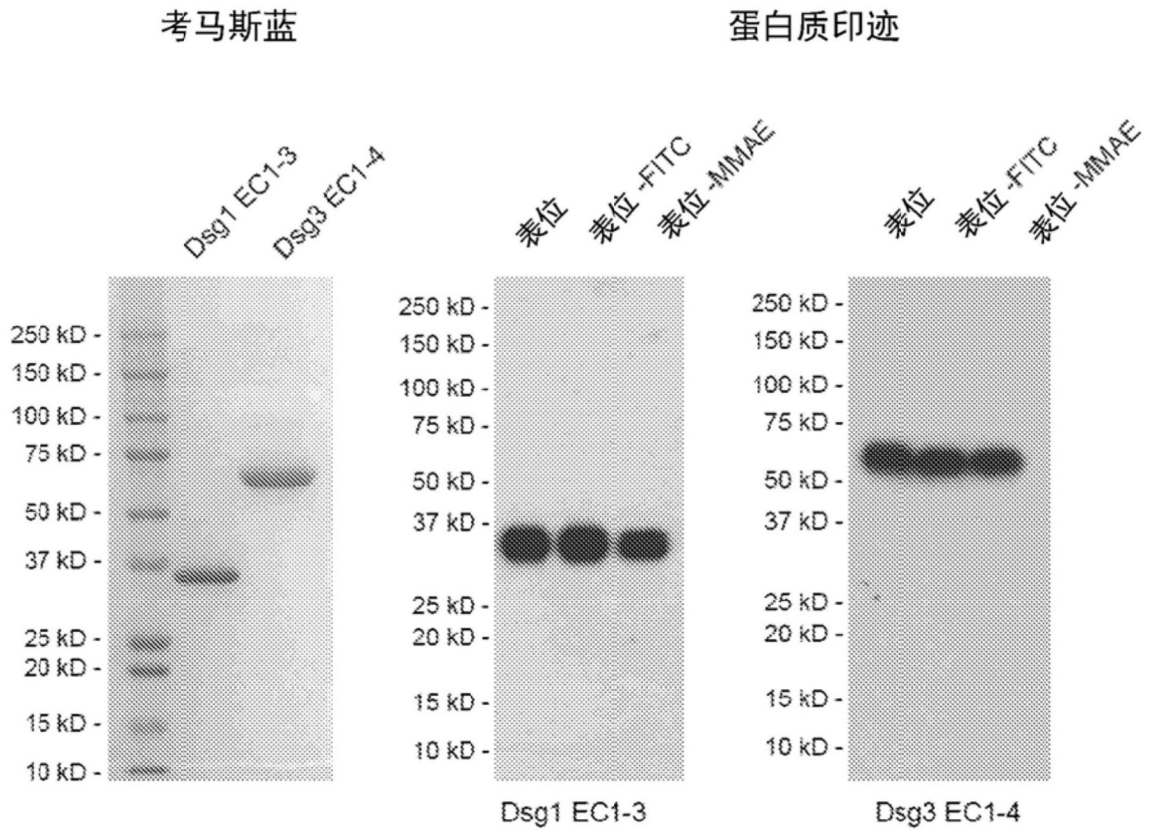 考马斯蓝
蛋白质印迹
Dsg1 EC1-3
Dsg3 EC1-4
250 kD -
150 kD -
100 kD -
75 kD -
50 kD -
37 kD -
25 kD -
20 kD -
15 kD -
10 kD -
表位
表位 -FITC
表位 -MMAE
250 kD -
150 kD -
100 kD -
75 kD -
50 kD -
37 kD -
25 kD -
20 kD -
15 kD -
10 kD -
Dsg1 EC1-3
表位
表位 -FITC
表位 -MMAE
250 kD -
150 kD -
100 kD -
75 kD -
50 kD -
37 kD -
25 kD -
20 kD -
15 kD -
10 kD -
Dsg3 EC1-4